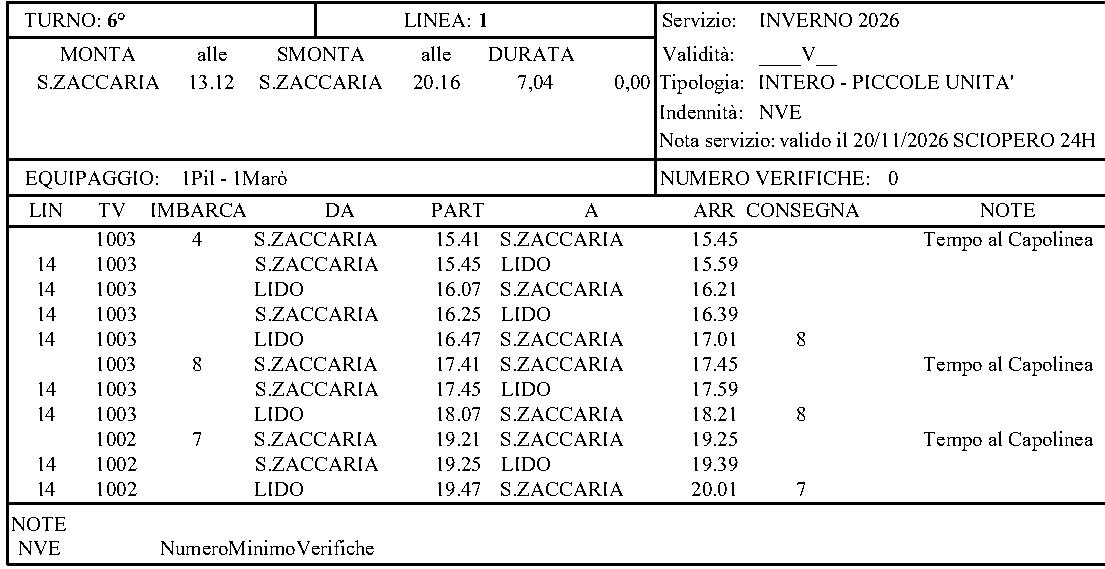 TURNO: 6° LINEA: 1 Servizio: INVERNO 2026
MONTA alle SMONTA alle DURATA Validità: ____V__
S.ZACCARIA 13.12 S.ZACCARIA 20.16 7,04 0,00 Tipologia: INTERO - PICCOLE UNITA'
Indennità: NVE
Nota servizio: valido il 20/11/2026 SCIOPERO 24H
EQUIPAGGIO: 1Pil - 1Marò NUMERO VERIFICHE: 0
LIN TV IMBARCA DA PART A ARR CONSEGNA NOTE
1003 4 S.ZACCARIA 15.41 S.ZACCARIA 15.45 Tempo al Capolinea
14 1003 S.ZACCARIA 15.45 LIDO 15.59
14 1003 LIDO 16.07 S.ZACCARIA 16.21
14 1003 S.ZACCARIA 16.25 LIDO 16.39
14 1003 LIDO 16.47 S.ZACCARIA 17.01 8
1003 8 S.ZACCARIA 17.41 S.ZACCARIA 17.45 Tempo al Capolinea
14 1003 S.ZACCARIA 17.45 LIDO 17.59
14 1003 LIDO 18.07 S.ZACCARIA 18.21 8
1002 7 S.ZACCARIA 19.21 S.ZACCARIA 19.25 Tempo al Capolinea
14 1002 S.ZACCARIA 19.25 LIDO 19.39
14 1002 LIDO 19.47 S.ZACCARIA 20.01 7
NOTE
NVE NumeroMinimoVerifiche